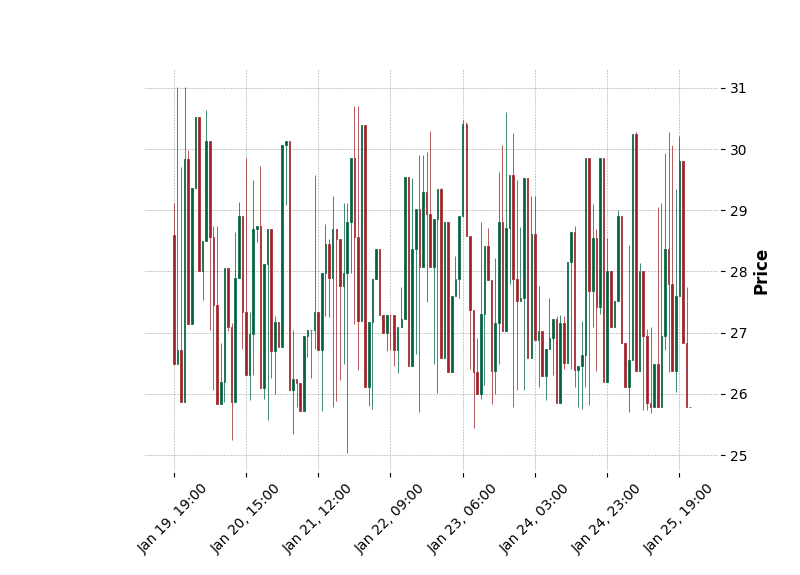 31
30
29
28
27
26
25
Price
Jan 19, 19:00
Jan 20, 15:00
Jan 21, 12:00
Jan 22, 09:00
Jan 23, 06:00
Jan 24, 03:00
Jan 24, 23:00
Jan 25, 19:00